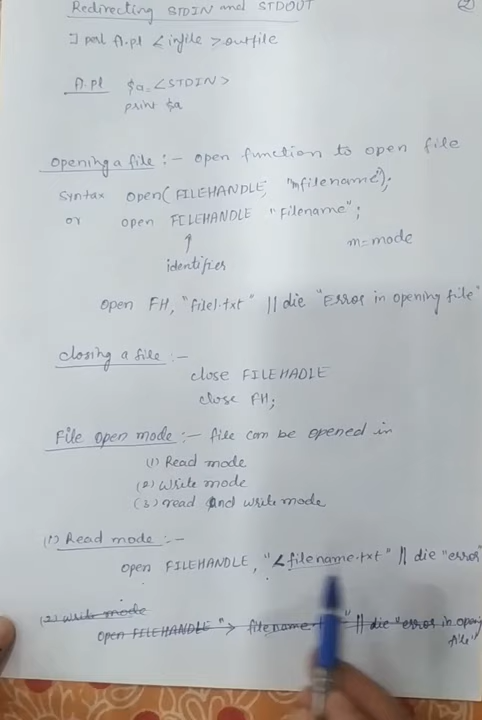 Redirecting STDIN and STDOUT
(2)
] perl A.pl <infile >outfile
A.pl $a=<STDIN>
print $a
opening a file :- open function to open file
Syntax open(FILEHANDLE, "mfilename");
or open FILEHANDLE "Filename";
m=mode
identifier
open FH, "file1.txt" || die "Error in opening file"
closing a file :-
close FILEHADLE
close FH;
File open mode :- file can be opened in
(1) Read mode
(2) write mode
(3) read and write mode
(1) Read mode :-
open FILEHANDLE, "<filename.txt" || die "error"
(2) write mode
open FILEHANDLE "> filename " || die "error in opening
file"